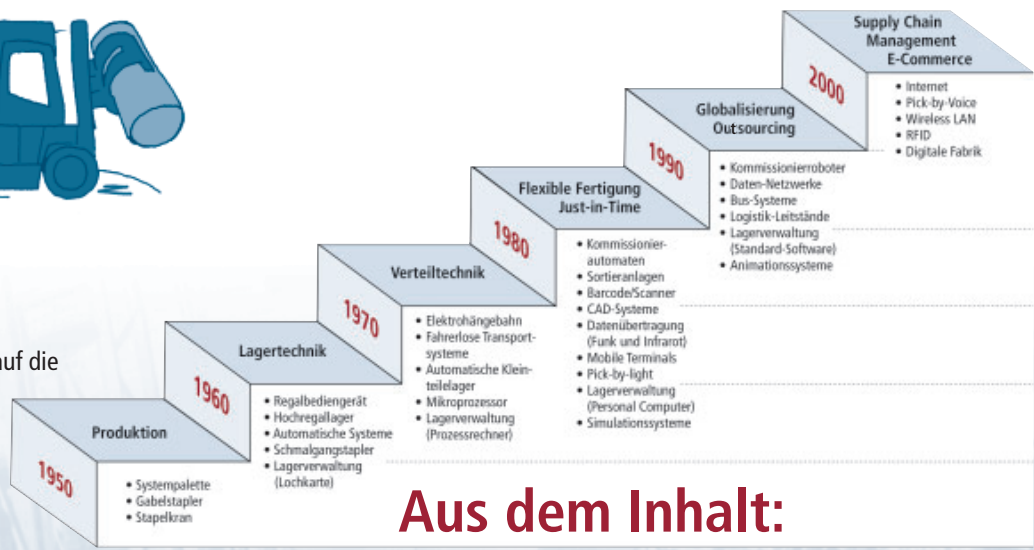 Supply Chain
Management
E-Commerce
2000
• Internet
• Pick-by-Voice
• Wireless LAN
• RFID
• Digitale Fabrik
Globalisierung
Outsourcing
1990
• Kommissionierroboter
• Daten-Netzwerke
• Bus-Systeme
• Logistik-Leitstände
• Lagerverwaltung
(Standard-Software)
• Animationssysteme
Flexible Fertigung
Just-in-Time
1980
• Kommissionier-
automaten
• Sortieranlagen
• Barcode/Scanner
• CAD-Systeme
• Datenübertragung
(Funk und Infrarot)
• Mobile Terminals
• Pick-by-light
• Lagerverwaltung
(Personal Computer)
• Simulationssysteme
Verteiltechnik
1970
• Elektrohängebahn
• Fahrerlose Transport-
systeme
• Automatische Klein-
teilelager
• Mikroprozessor
• Lagerverwaltung
(Prozessrechner)
Lagertechnik
1960
• Regalbediengerät
• Hochregallager
• Automatische Systeme
• Schmalgangstapler
• Lagerverwaltung
(Lochkarte)
auf die
Produktion
1950
• Systempalette
• Gabelstapler
• Stapelkran
Aus dem Inhalt: